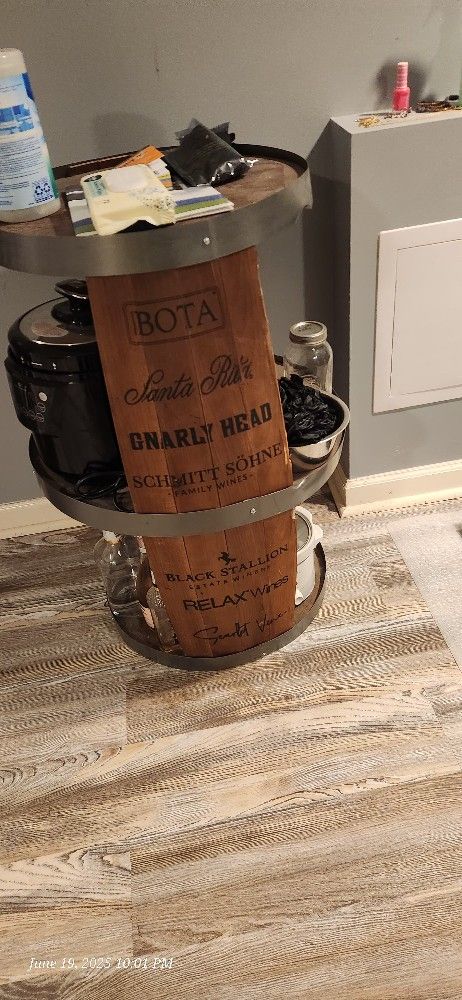 BOTA
Santa Rita
GNARLY HEAD
SCHMITT SÖHNE
- FAMILY WINES -
BLACK STALLION
ESTATE WINERY
RELAX Wines
June 19, 2025 10:01 PM